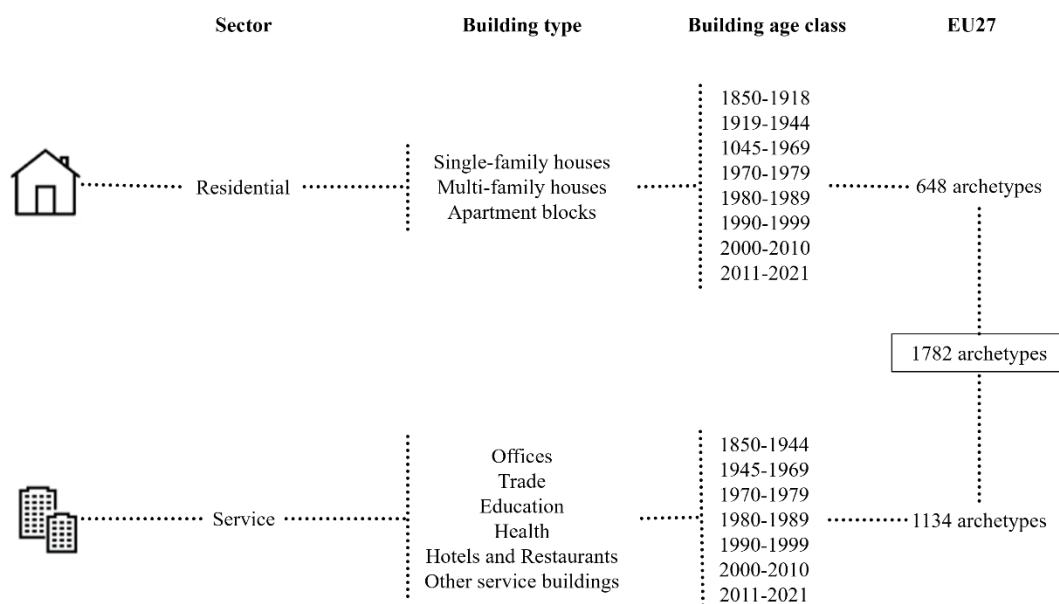 Sector Building type Building age class EU27
1850-1918
1919-1944
1045-1969
1970-1979
1980-1989
1990-1999
2000-2010
2011-2021
Single-family houses
Multi-family houses
Apartment blocks
Residential
648 archetypes
1782 archetypes
Offices
Trade
Education
Health
Hotels and Restaurants
Other service buildings
Service
1850-1944
1945-1969
1970-1979
1980-1989
1990-1999
2000-2010
2011-2021
1134 archetypes